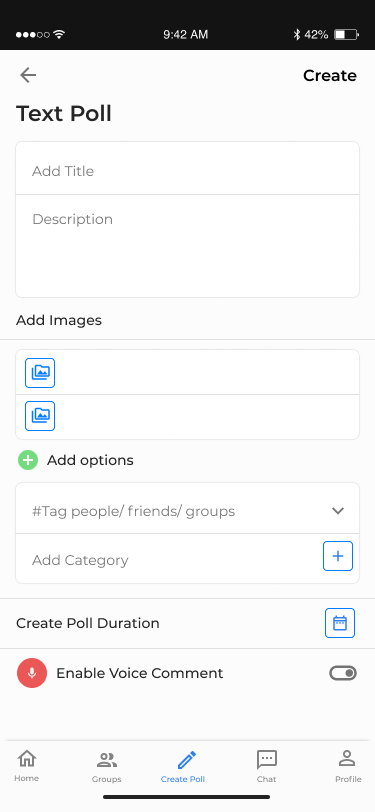 9:42 AM
42%
Create
Text Poll
Add Title
Description
Add Images
Add options
#Tag people/ friends/ groups
Add Category
Create Poll Duration
Enable Voice Comment
Home
Groups
Create Poll
Chat
Profile